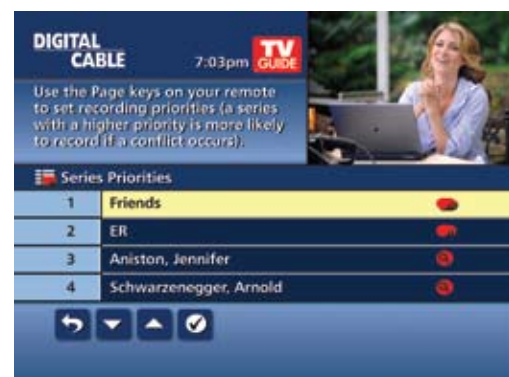 DIGITAL
CABLE
7:03pm
TV
GUIDE
Use the Page keys on your remote
to set recording priorities (a series
with a higher priority is more likely
to record if a conflict occurs).
Series Priorities
1 Friends
2 ER
3 Aniston, Jennifer
4 Schwarzenegger, Arnold